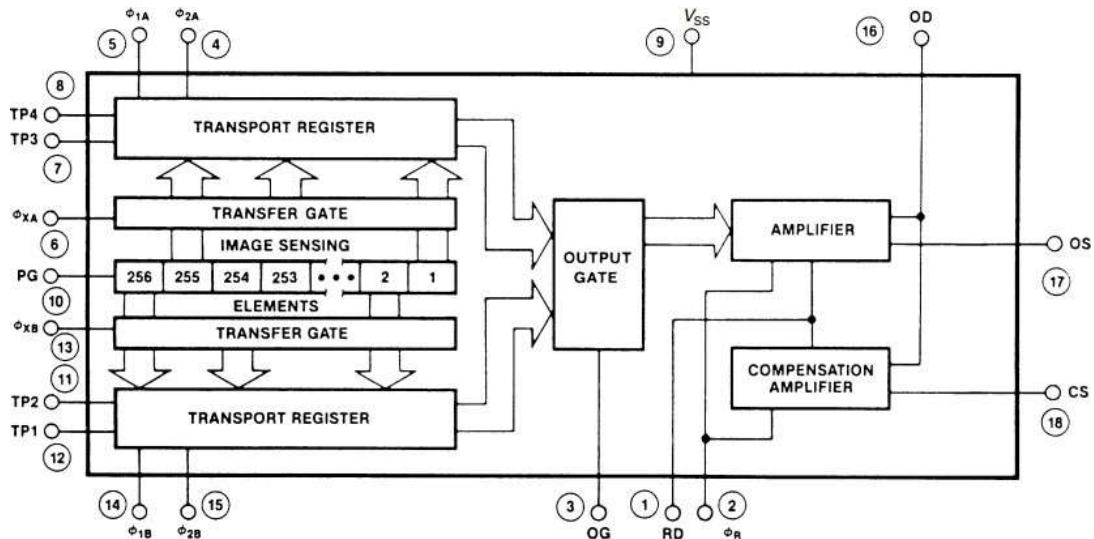 ϕ1A ϕ2A VSS OD
5 4 9 16
8
TP4
TP3
TRANSPORT REGISTER
7
ϕXA
TRANSFER GATE
6
IMAGE SENSING
AMPLIFIER
OS
PG
256 255 254 253 • • • 2 1
OUTPUT
GATE
17
10
ELEMENTS
ϕXB
TRANSFER GATE
13
11
COMPENSATION
AMPLIFIER
TP2
CS
TP1
TRANSPORT REGISTER
18
12
14 15 3 1 2
ϕ1B ϕ2B OG RD ϕR